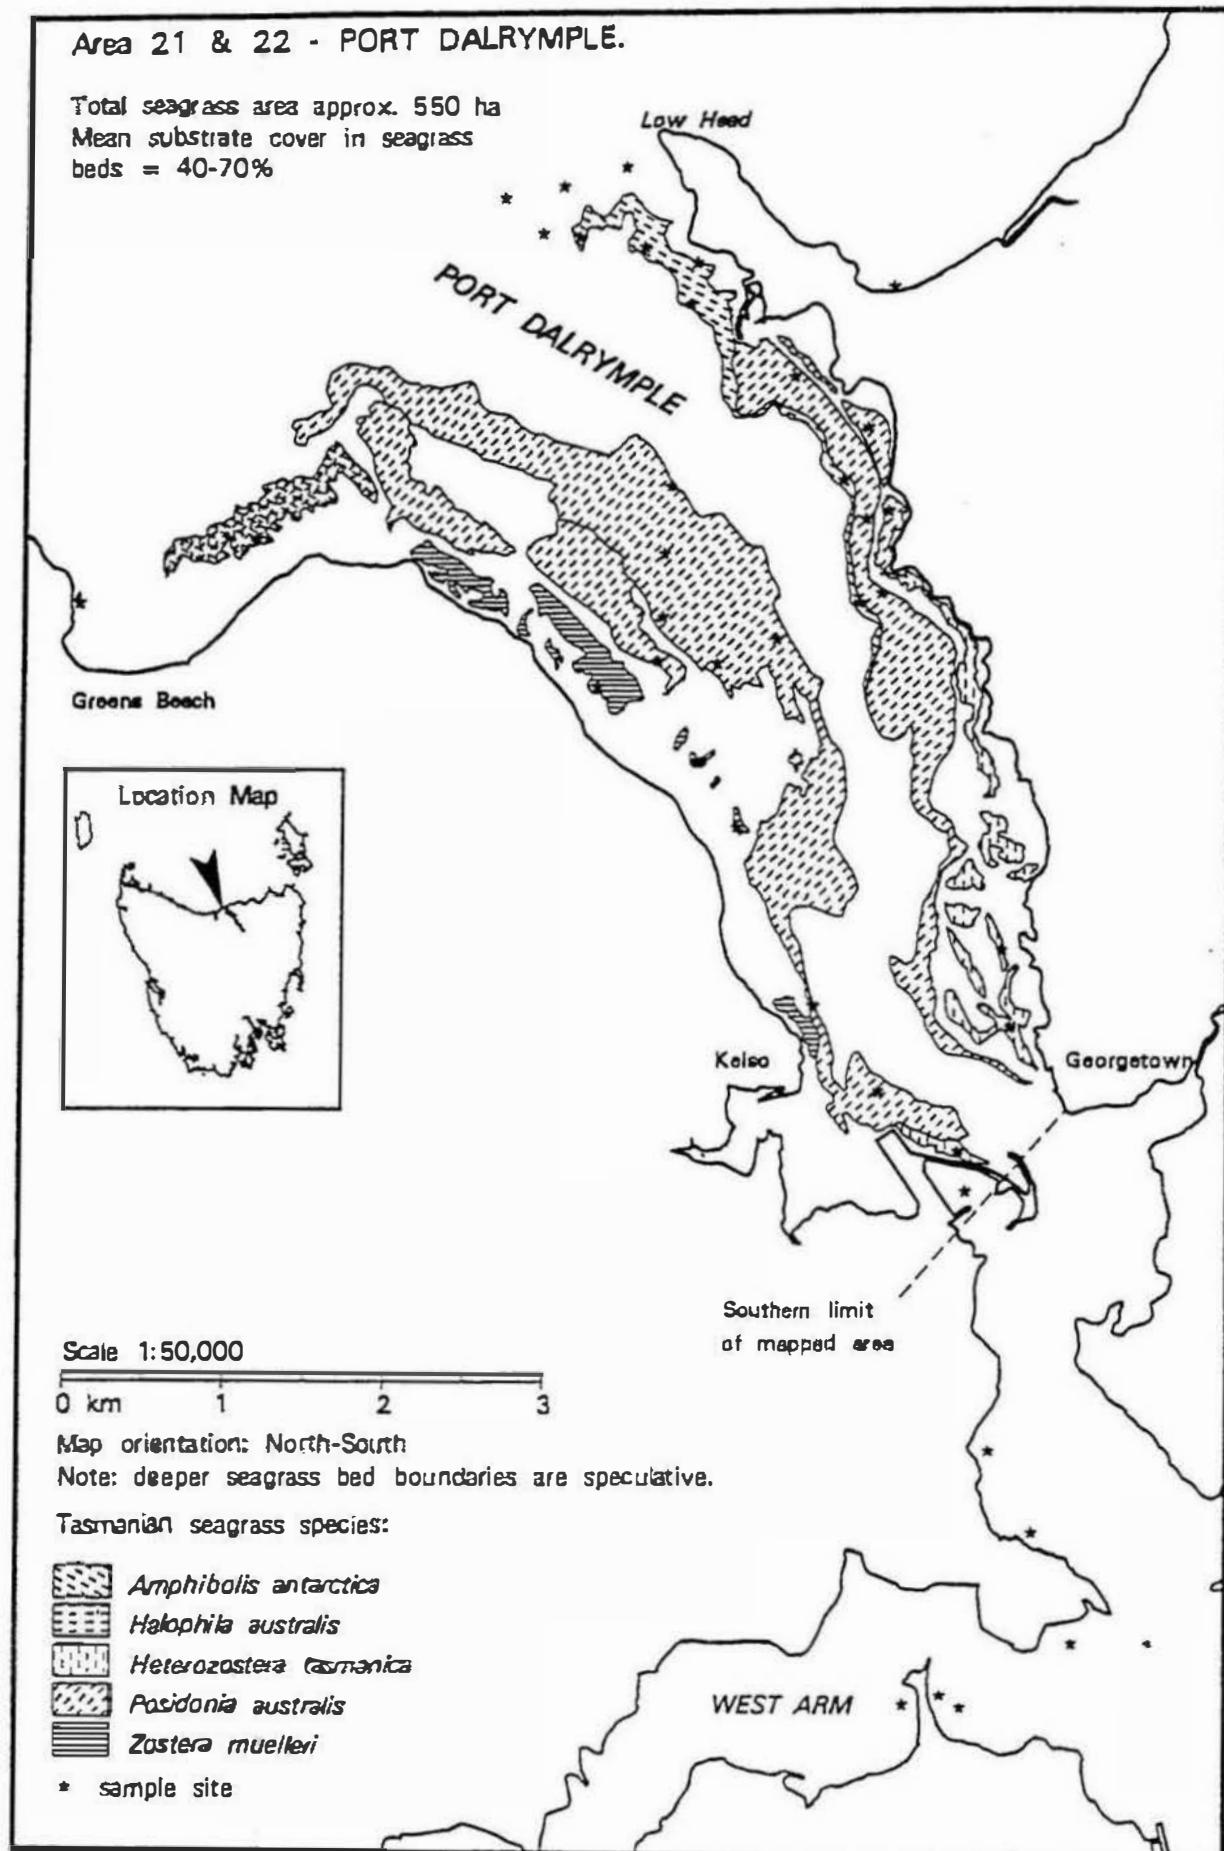 Area 21 & 22 - PORT DALRYMPLE.
Total seagrass area approx. 550 ha
Mean substrate cover in seagrass
beds = 40-70%
Low Head
PORT DALRYMPLE
Greens Beach
Location Map
Kelso
Georgetown
Southern limit
of mapped area
Scale 1:50,000
0 km 1 2 3
Map orientation: North-South
Note: deeper seagrass bed boundaries are speculative.
Tasmanian seagrass species:
Amphibolis antarctica
Halophila australis
Heterozostera tasmanica
Posidonia australis
Zostera muelleri
* sample site
WEST ARM